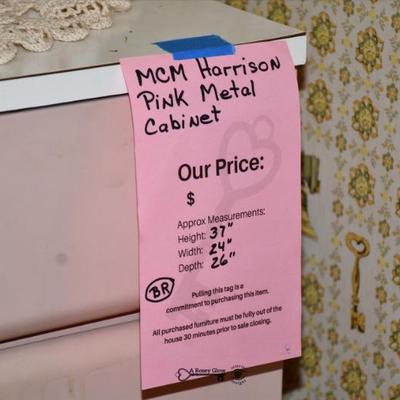 MCM Harrison
Pink Metal
Cabinet
Our Price:
$
Approx Measurements:
Height: 37"
Width: 24"
Depth: 26"
BR
Pulling this tag is a
commitment to purchasing this item.
All purchased furniture must be fully out of the
house 30 minutes prior to sale closing.
A Rosey Glow